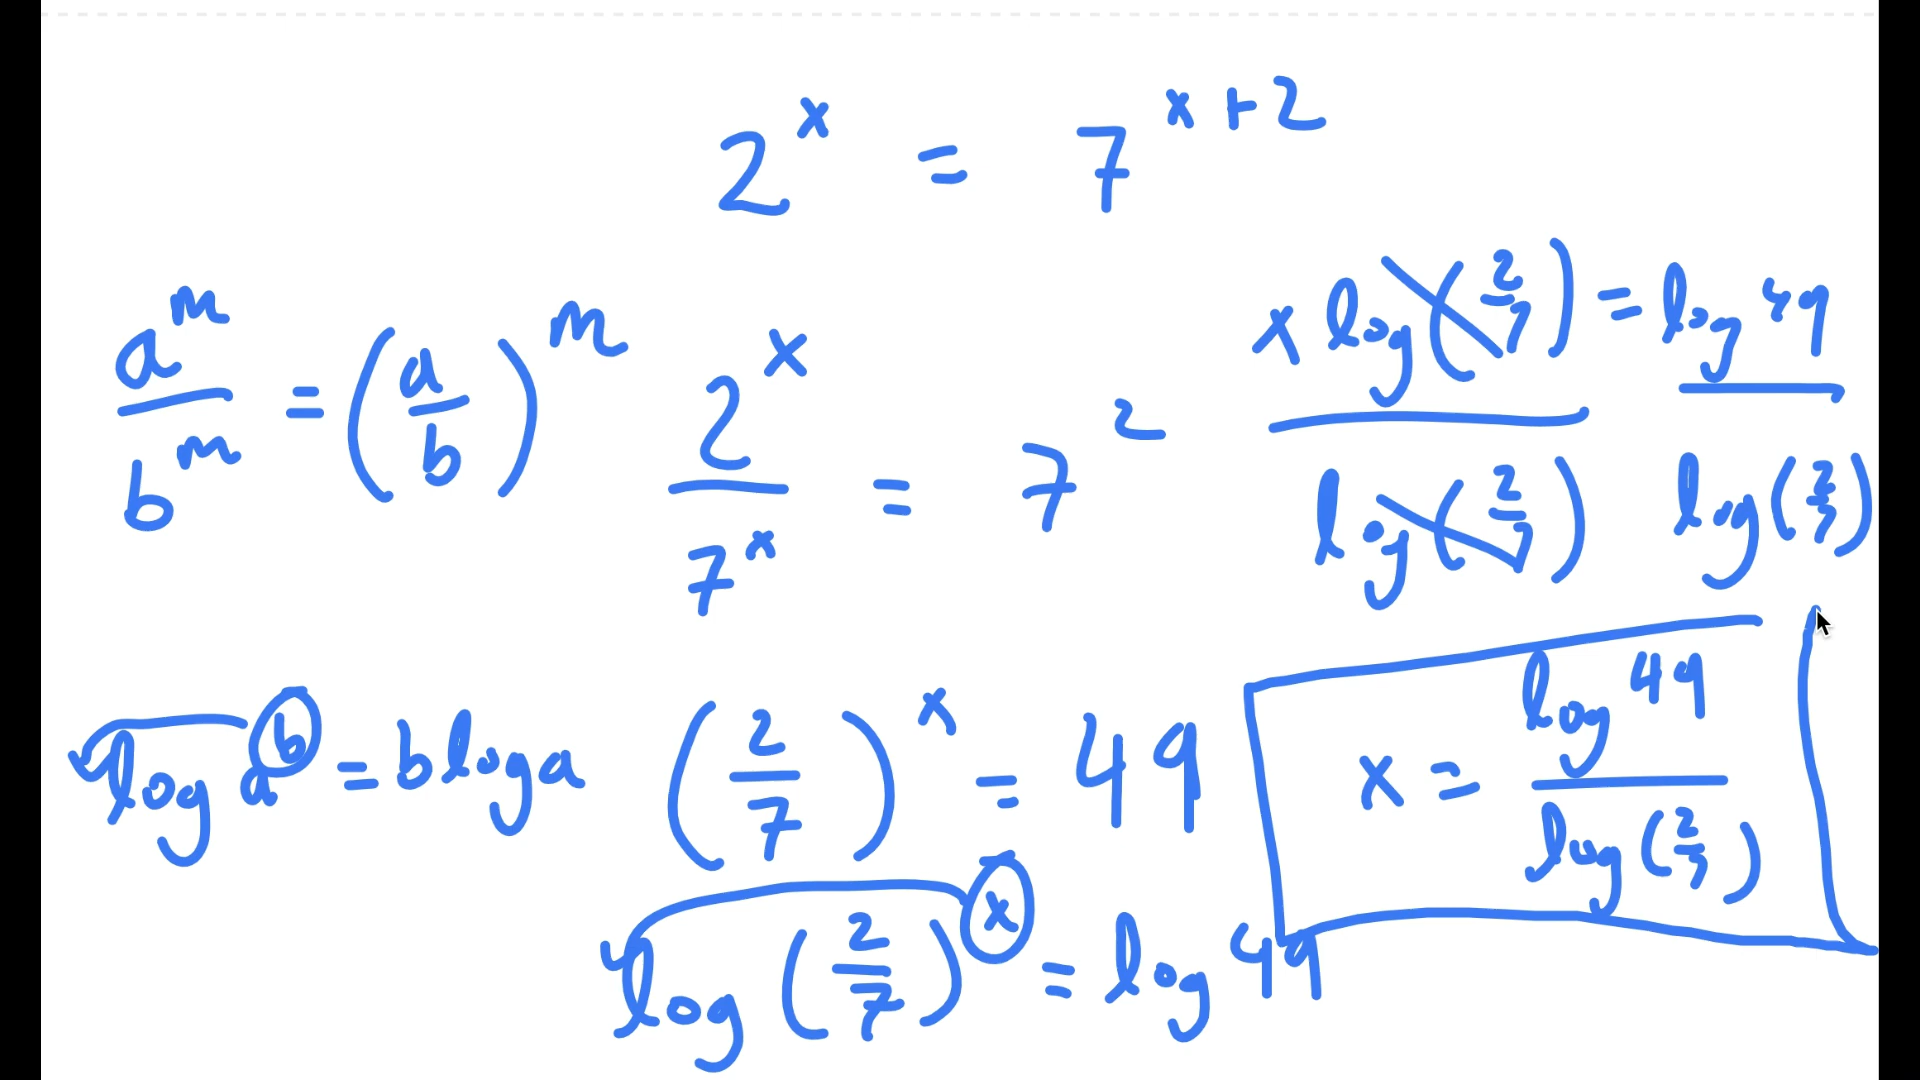 2^x = 7^(x+2)
a^m / b^m = (a/b)^m
2^x / 7^x = 7^2
log a^b = b log a
(2/7)^x = 49
log (2/7)^x = log 49
x log (2/7) / log (2/7) = log 49 / log (2/7)
x = log 49 / log (2/7)